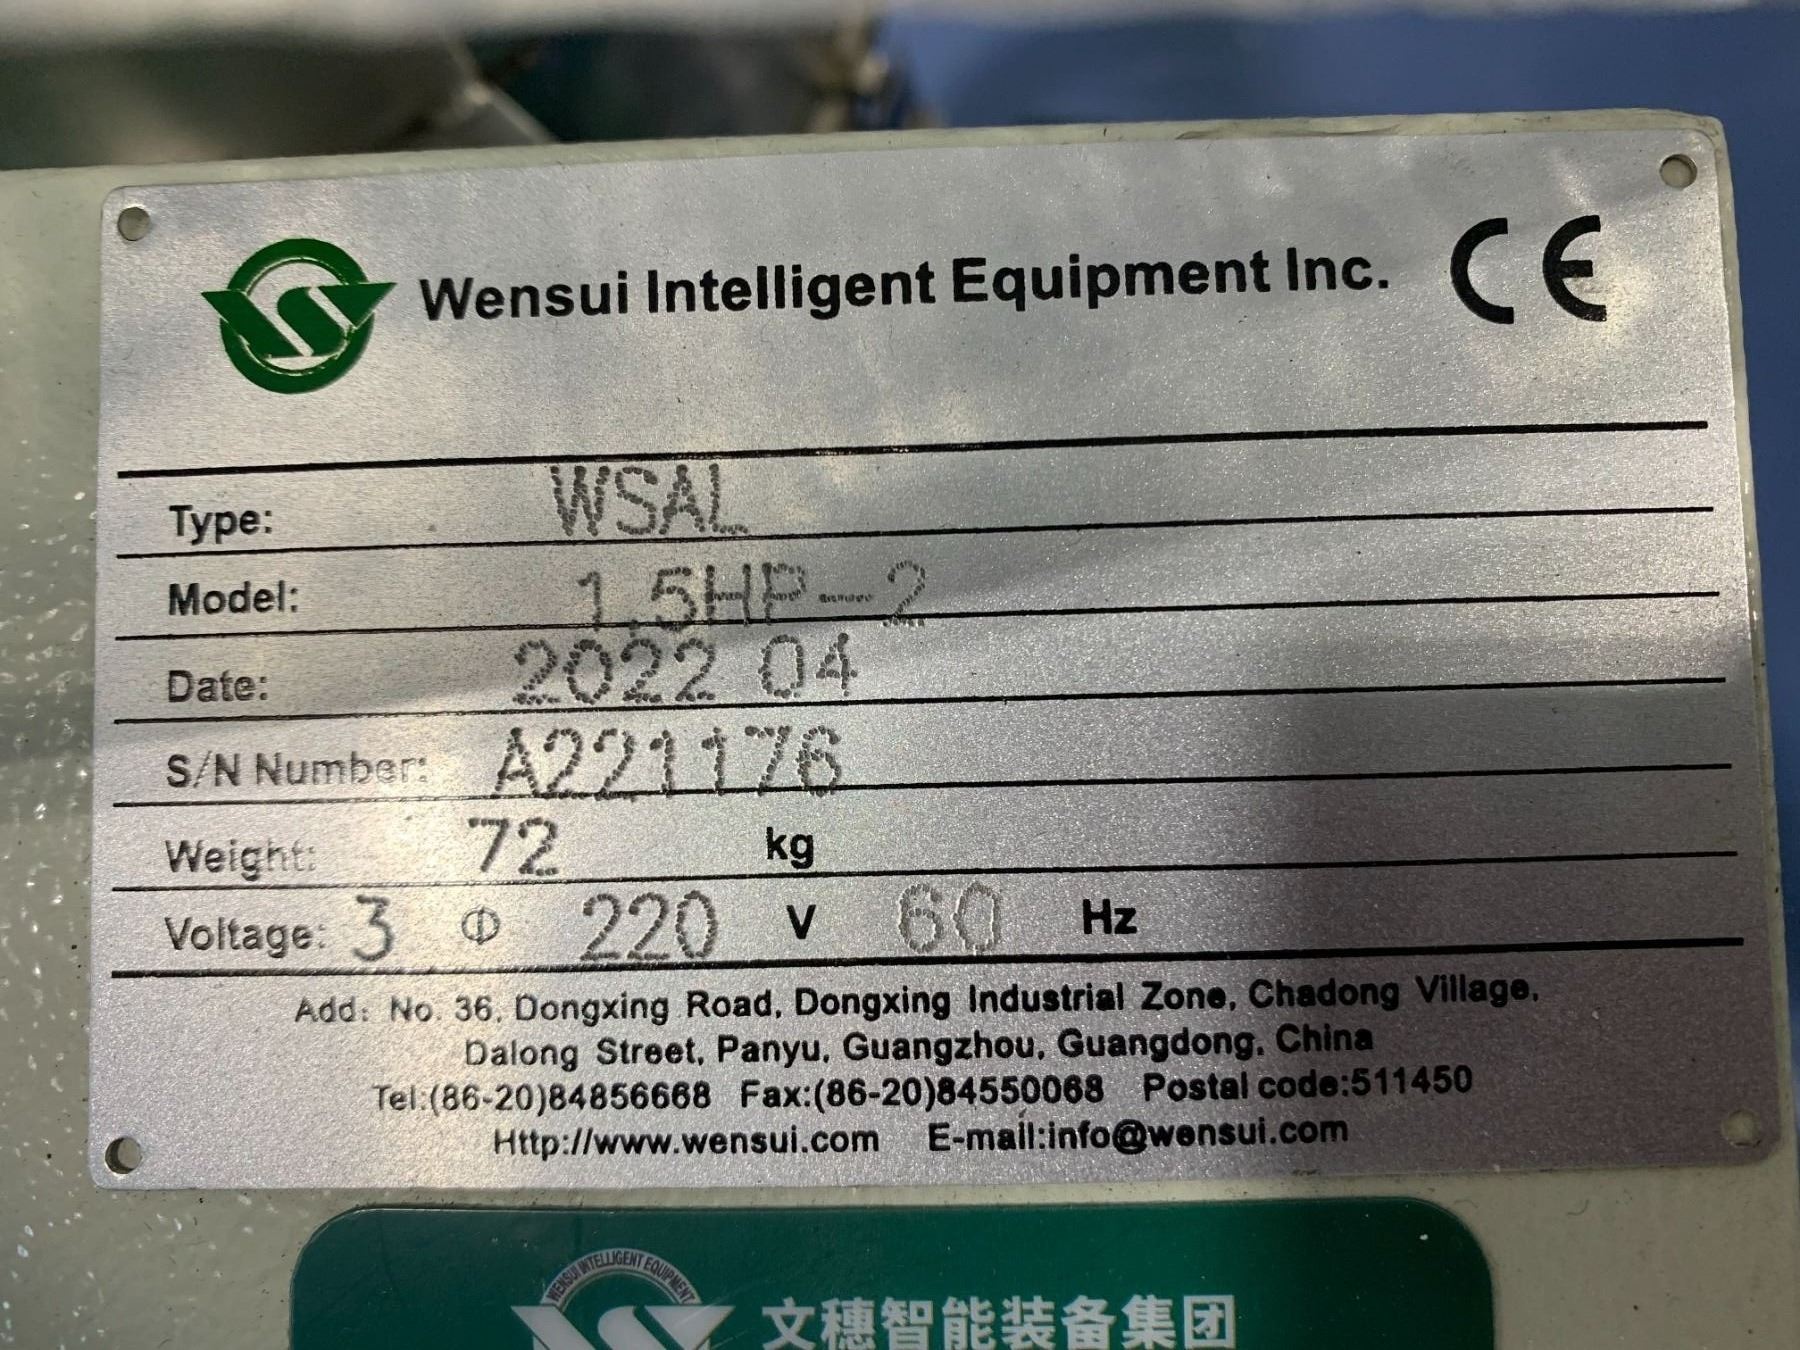 Wensui Intelligent Equipment Inc. CE
Type: WSAL
Model: 1.5HP-2
Date: 2022 04
S/N Number: A221176
Weight: 72 kg
Voltage: 3 Φ 220 V 60 Hz
Add: No. 36, Dongxing Road, Dongxing Industrial Zone, Chadong Village,
Dalong Street, Panyu, Guangzhou, Guangdong, China
Tel:(86-20)84856668 Fax:(86-20)84550068 Postal code:511450
Http://www.wensui.com E-mail:info@wensui.com
WENSUI INTELLIGENT EQUIPMENT
文穗智能装备集团